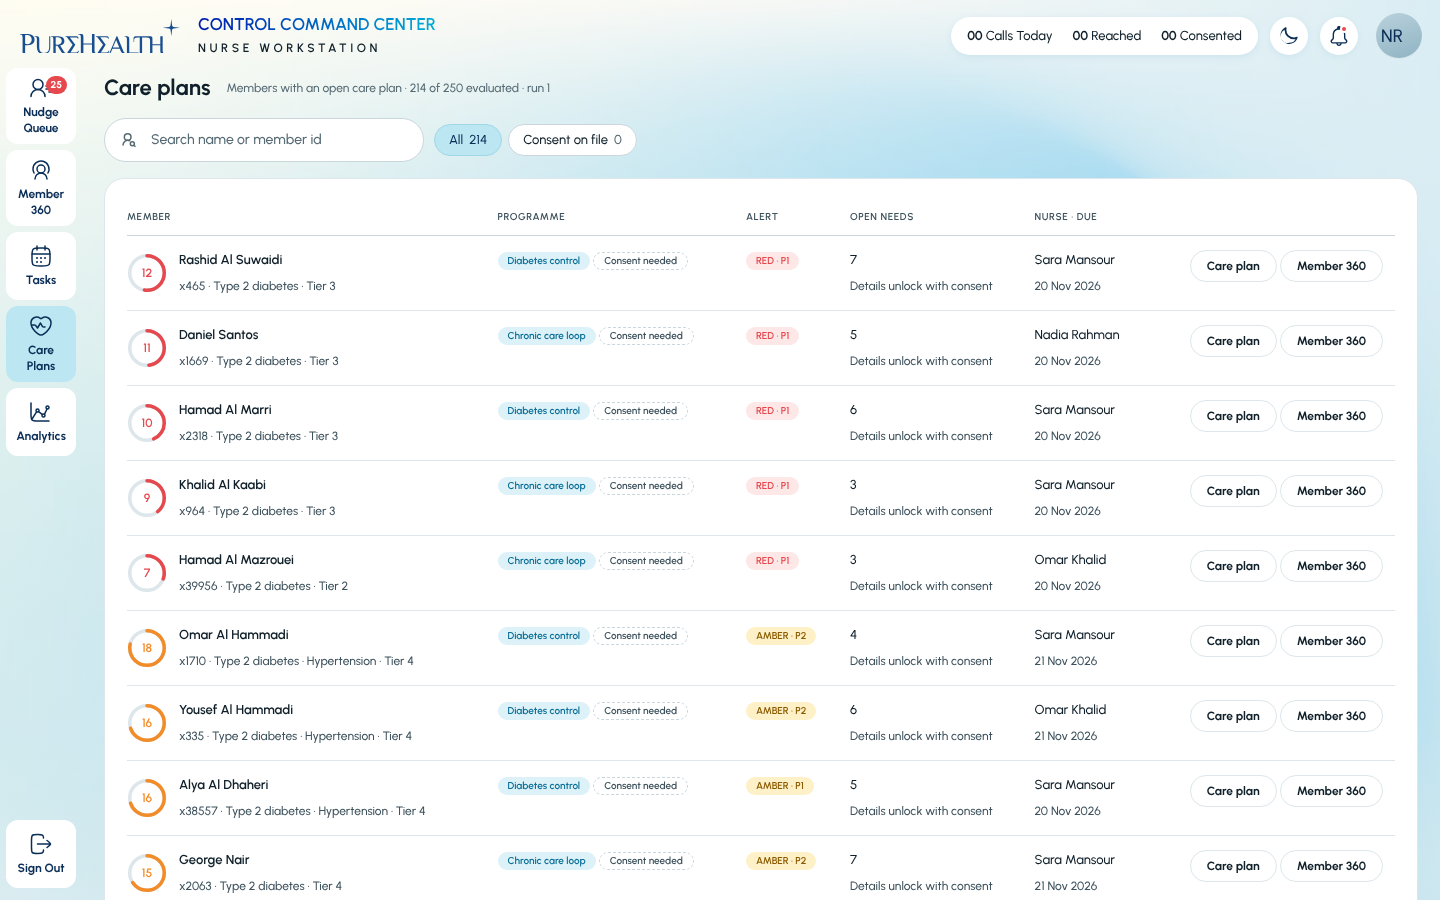 PUREHEALTH
CONTROL COMMAND CENTER
NURSE WORKSTATION
00 Calls Today 00 Reached 00 Consented
NR
25
Nudge
Queue
Member
360
Tasks
Care
Plans
Analytics
Sign Out
Care plans
Members with an open care plan · 214 of 250 evaluated · run 1
Search name or member id
All 214
Consent on file 0
MEMBER PROGRAMME ALERT OPEN NEEDS NURSE · DUE
12 Rashid Al Suwaidi Diabetes control Consent needed RED · P1 7 Sara Mansour Care plan Member 360
x465 · Type 2 diabetes · Tier 3 Details unlock with consent 20 Nov 2026
11 Daniel Santos Chronic care loop Consent needed RED · P1 5 Nadia Rahman Care plan Member 360
x1669 · Type 2 diabetes · Tier 3 Details unlock with consent 20 Nov 2026
10 Hamad Al Marri Diabetes control Consent needed RED · P1 6 Sara Mansour Care plan Member 360
x2318 · Type 2 diabetes · Tier 3 Details unlock with consent 20 Nov 2026
9 Khalid Al Kaabi Chronic care loop Consent needed RED · P1 3 Sara Mansour Care plan Member 360
x964 · Type 2 diabetes · Tier 3 Details unlock with consent 20 Nov 2026
7 Hamad Al Mazrouei Chronic care loop Consent needed RED · P1 3 Omar Khalid Care plan Member 360
x39956 · Type 2 diabetes · Tier 2 Details unlock with consent 20 Nov 2026
18 Omar Al Hammadi Diabetes control Consent needed AMBER · P2 4 Sara Mansour Care plan Member 360
x1710 · Type 2 diabetes · Hypertension · Tier 4 Details unlock with consent 21 Nov 2026
16 Yousef Al Hammadi Diabetes control Consent needed AMBER · P2 6 Omar Khalid Care plan Member 360
x335 · Type 2 diabetes · Hypertension · Tier 4 Details unlock with consent 21 Nov 2026
16 Alya Al Dhaheri Diabetes control Consent needed AMBER · P1 5 Sara Mansour Care plan Member 360
x38557 · Type 2 diabetes · Hypertension · Tier 4 Details unlock with consent 20 Nov 2026
15 George Nair Chronic care loop Consent needed AMBER · P2 7 Sara Mansour Care plan Member 360
x2063 · Type 2 diabetes · Tier 4 Details unlock with consent 21 Nov 2026